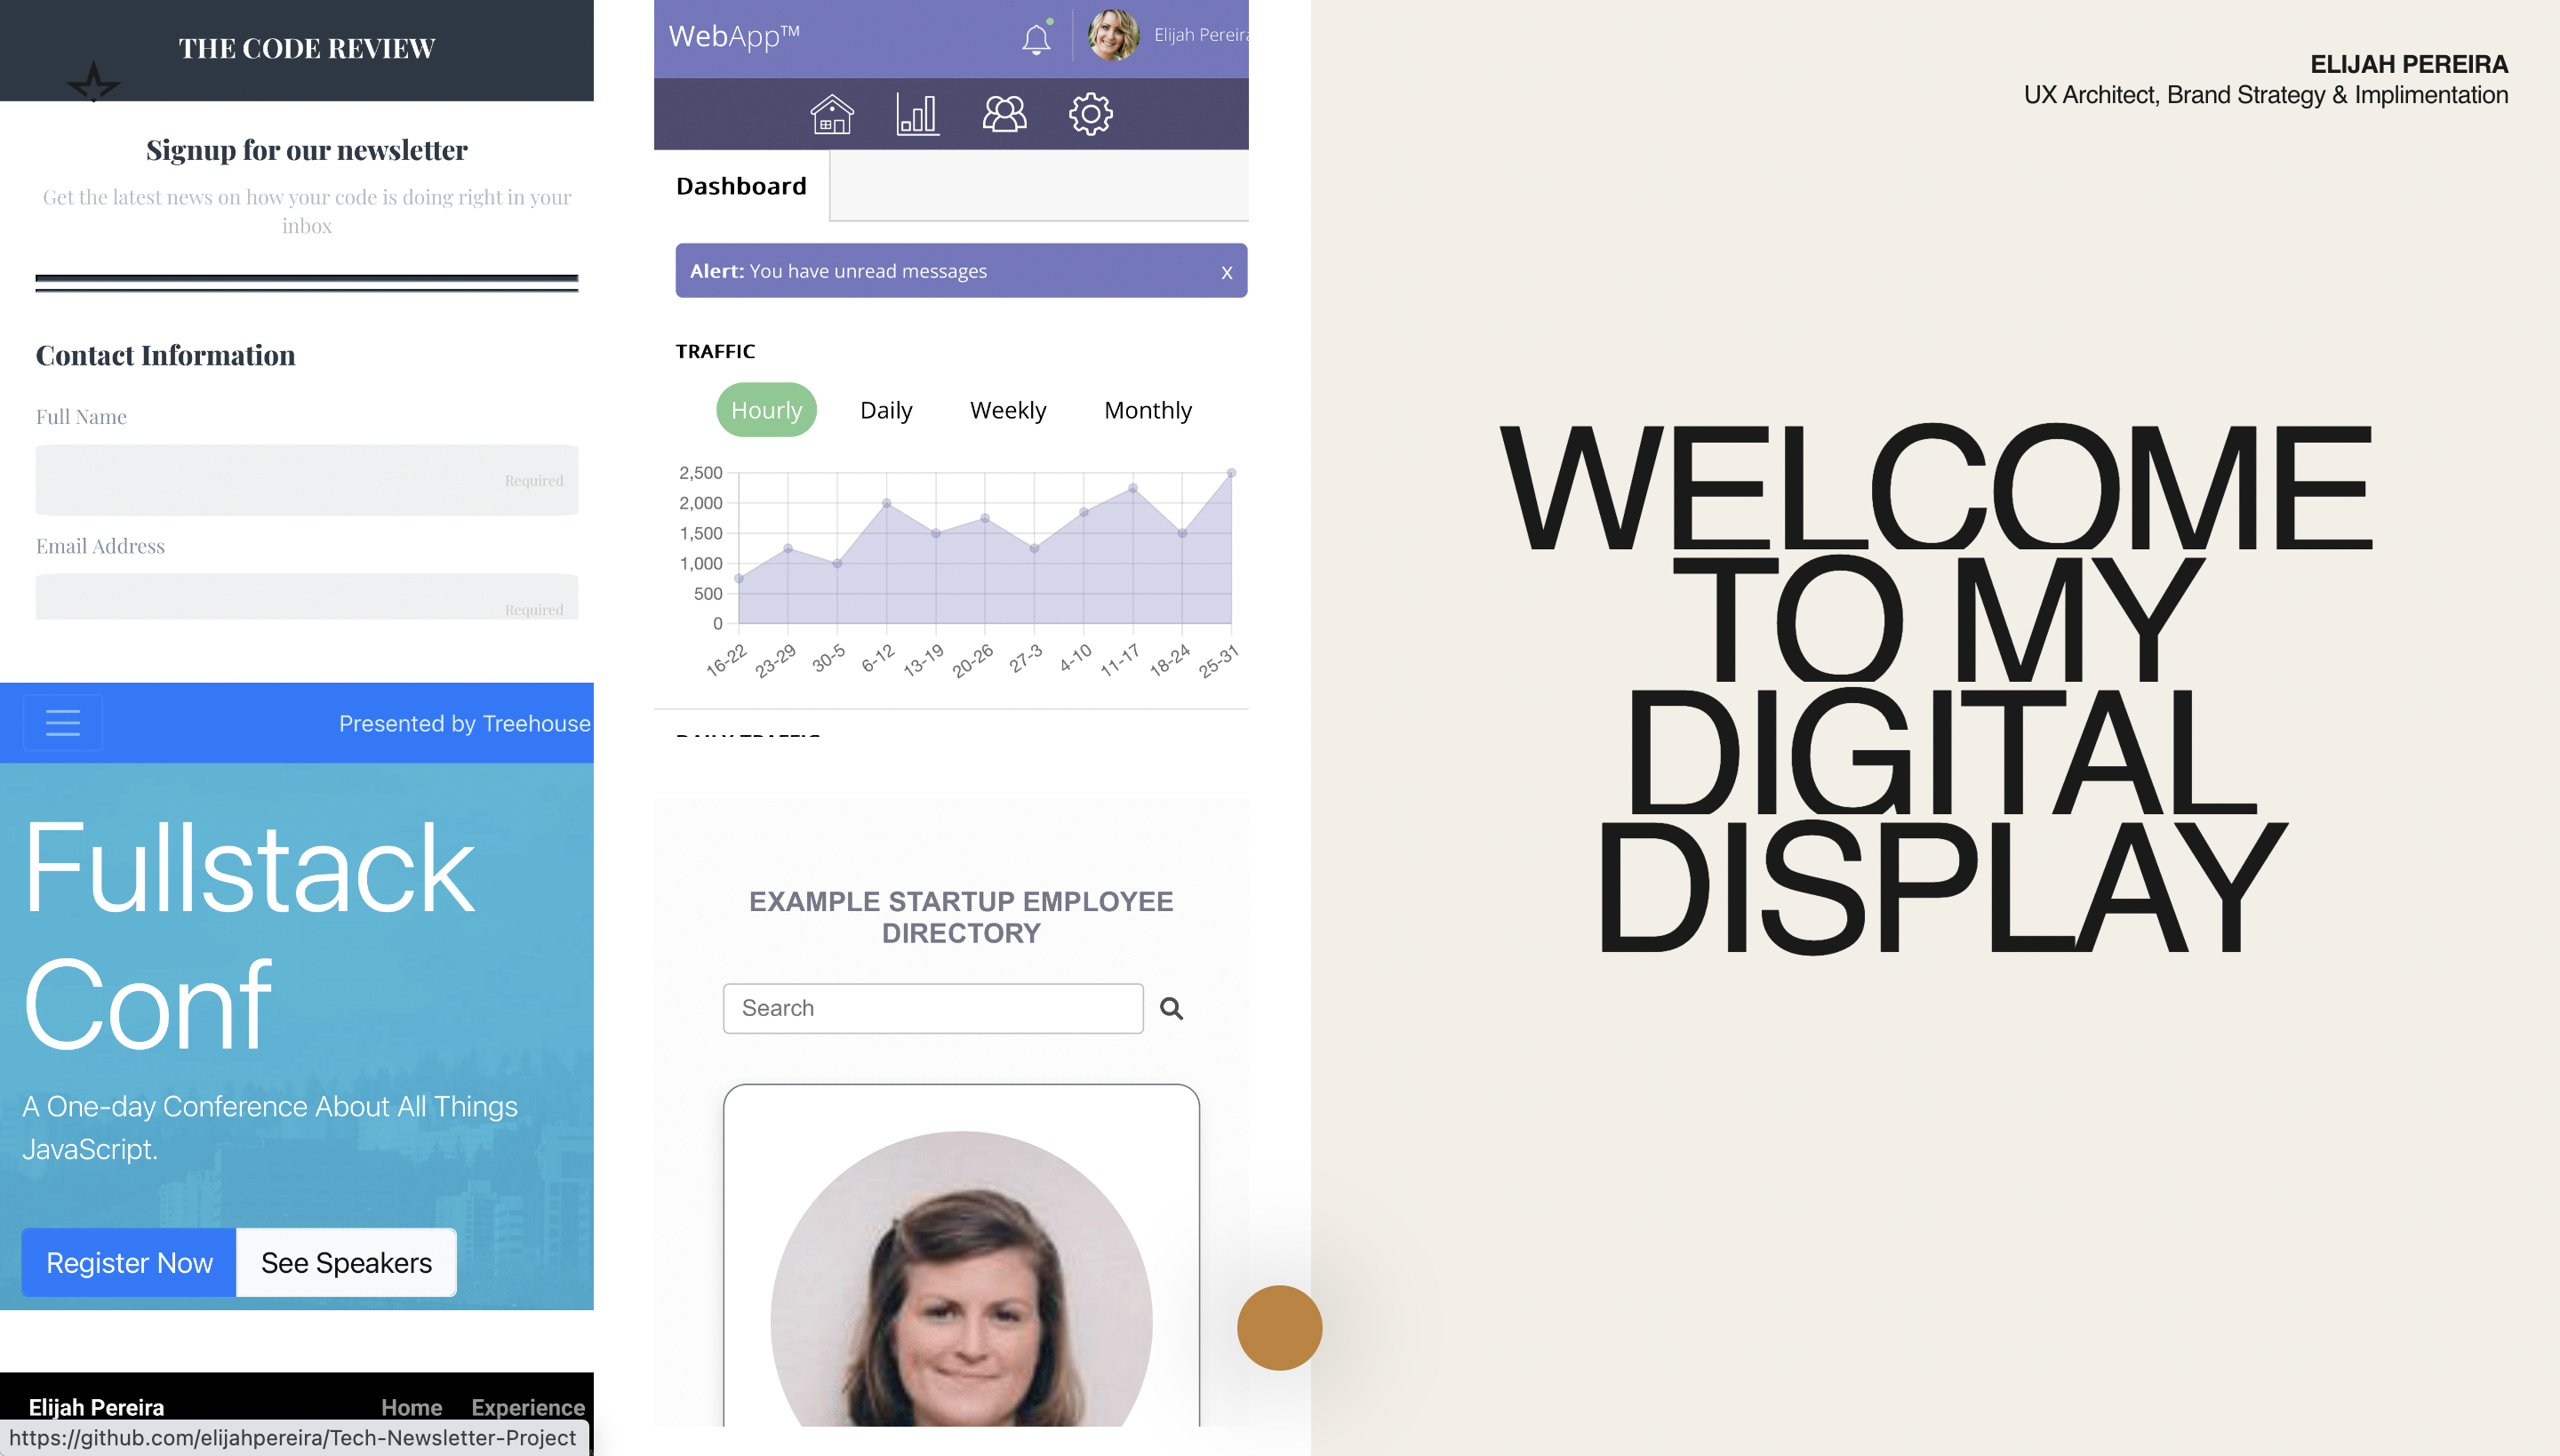 THE CODE REVIEW
Signup for our newsletter
Get the latest news on how your code is doing right in your
inbox
Contact Information
Full Name
Required
Email Address
Required
Presented by Treehouse
Fullstack
Conf
A One-day Conference About All Things
JavaScript.
Register Now
See Speakers
Elijah Pereira
Home
Experience
https://github.com/elijahpereira/Tech-Newsletter-Project
WebApp™
Elijah Pereira
Dashboard
Alert: You have unread messages
x
TRAFFIC
Hourly
Daily
Weekly
Monthly
2,500
2,000
1,500
1,000
500
0
16-22
23-29
30-5
6-12
13-19
20-26
27-3
4-10
11-17
18-24
25-31
DAILY TRAFFIC
EXAMPLE STARTUP EMPLOYEE
DIRECTORY
Search
ELIJAH PEREIRA
UX Architect, Brand Strategy & Implimentation
WELCOME
TO MY
DIGITAL
DISPLAY